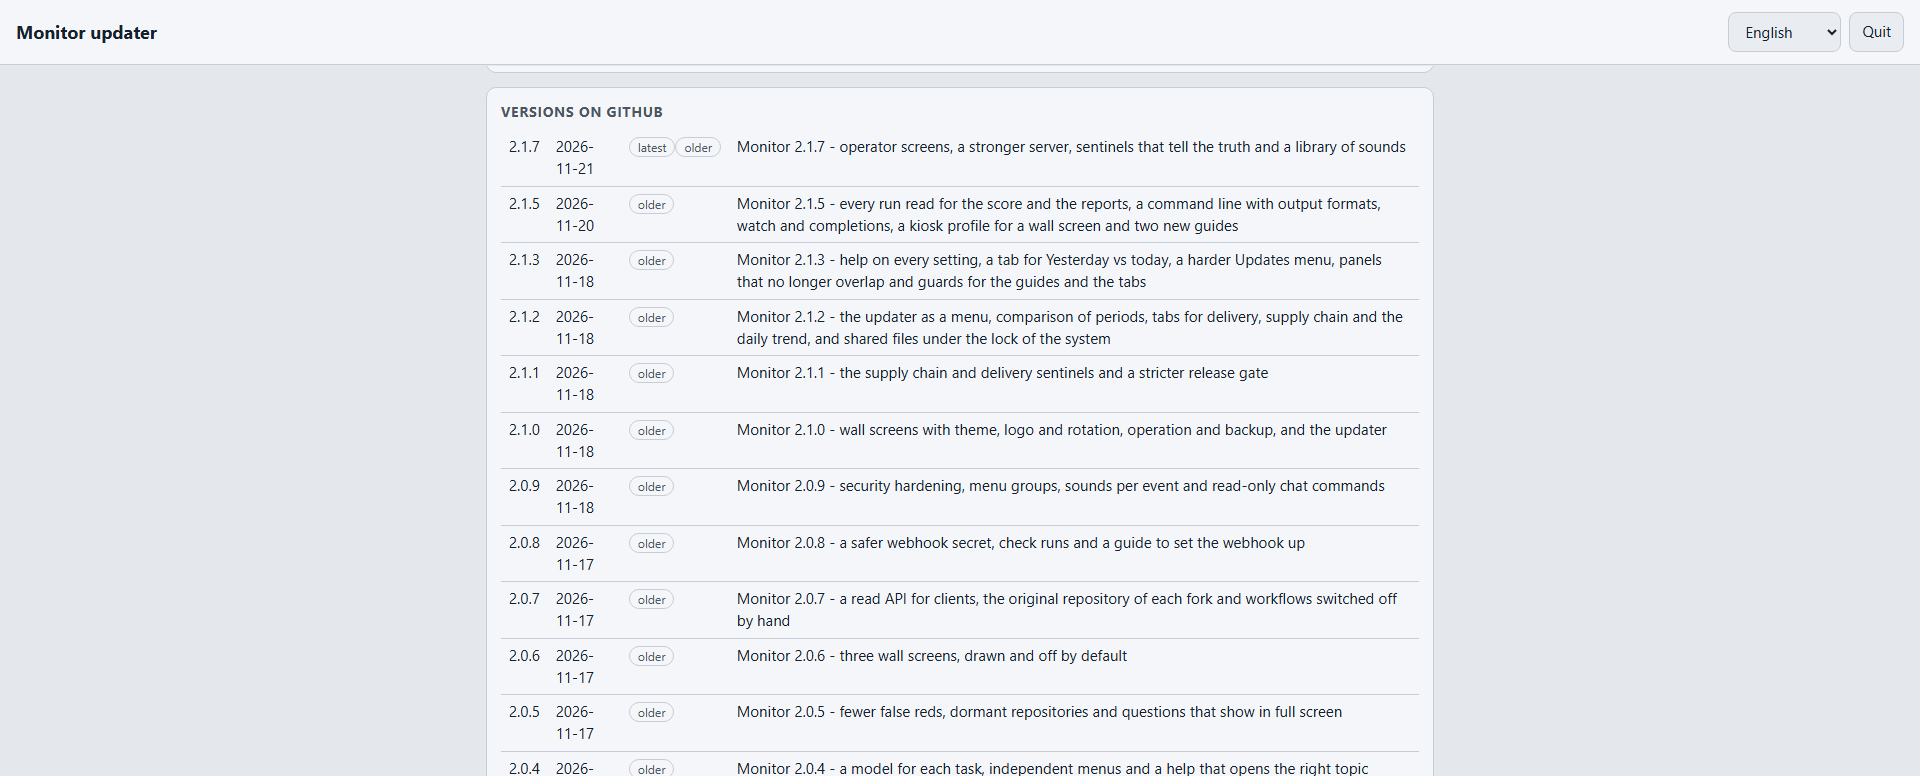 Monitor updater
English
Quit
VERSIONS ON GITHUB
2.1.7 2026- latest older Monitor 2.1.7 - operator screens, a stronger server, sentinels that tell the truth and a library of sounds
11-21
2.1.5 2026- older Monitor 2.1.5 - every run read for the score and the reports, a command line with output formats,
11-20 watch and completions, a kiosk profile for a wall screen and two new guides
2.1.3 2026- older Monitor 2.1.3 - help on every setting, a tab for Yesterday vs today, a harder Updates menu, panels
11-18 that no longer overlap and guards for the guides and the tabs
2.1.2 2026- older Monitor 2.1.2 - the updater as a menu, comparison of periods, tabs for delivery, supply chain and the
11-18 daily trend, and shared files under the lock of the system
2.1.1 2026- older Monitor 2.1.1 - the supply chain and delivery sentinels and a stricter release gate
11-18
2.1.0 2026- older Monitor 2.1.0 - wall screens with theme, logo and rotation, operation and backup, and the updater
11-18
2.0.9 2026- older Monitor 2.0.9 - security hardening, menu groups, sounds per event and read-only chat commands
11-18
2.0.8 2026- older Monitor 2.0.8 - a safer webhook secret, check runs and a guide to set the webhook up
11-17
2.0.7 2026- older Monitor 2.0.7 - a read API for clients, the original repository of each fork and workflows switched off
11-17 by hand
2.0.6 2026- older Monitor 2.0.6 - three wall screens, drawn and off by default
11-17
2.0.5 2026- older Monitor 2.0.5 - fewer false reds, dormant repositories and questions that show in full screen
11-17
2.0.4 2026- older Monitor 2.0.4 - a model for each task, independent menus and a help that opens the right topic